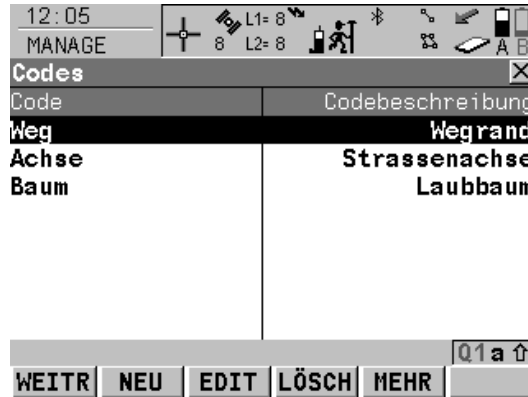 12:05
MANAGE
L1= 8
8 L2= 8
A B
Codes
Code Codebeschreibung
Weg Wegrand
Achse Strassenachse
Baum Laubbaum
Q1 a ⇧
WEITR NEU EDIT LÖSCH MEHR